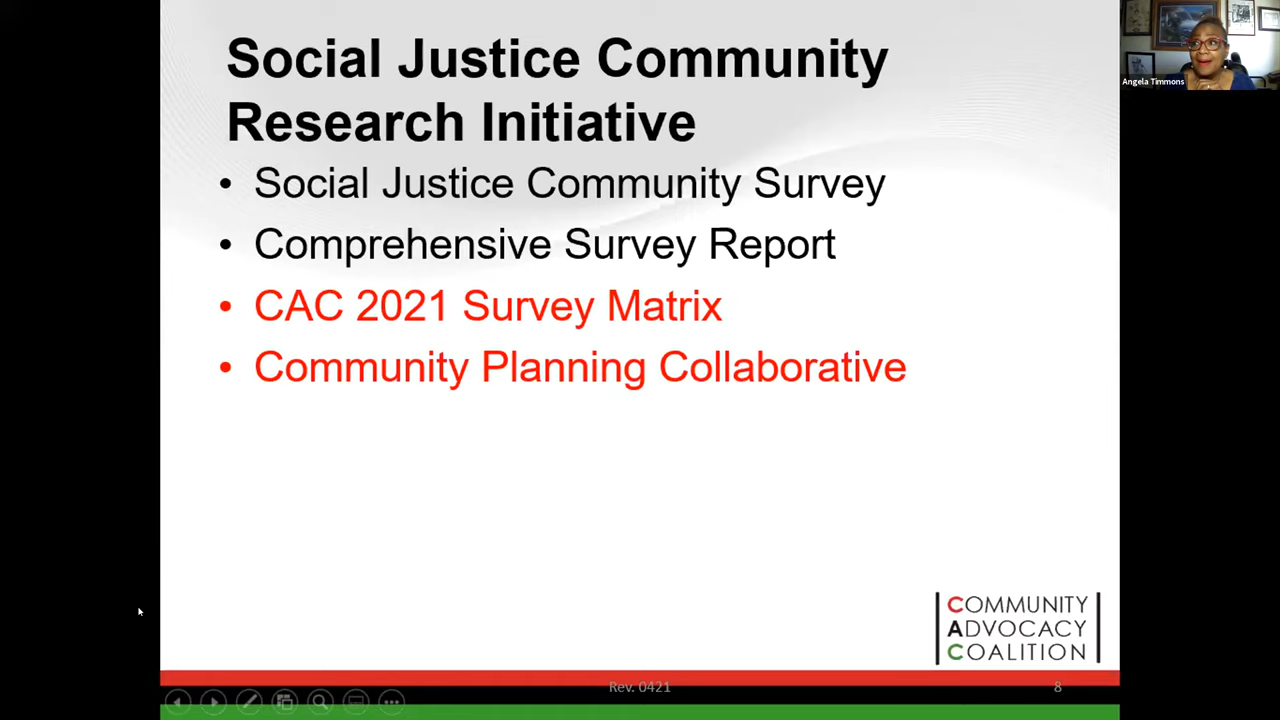 Social Justice Community
Research Initiative
• Social Justice Community Survey
• Comprehensive Survey Report
• CAC 2021 Survey Matrix
• Community Planning Collaborative
Angela Timmons
COMMUNITY
ADVOCACY
COALITION
Rev. 0421
8